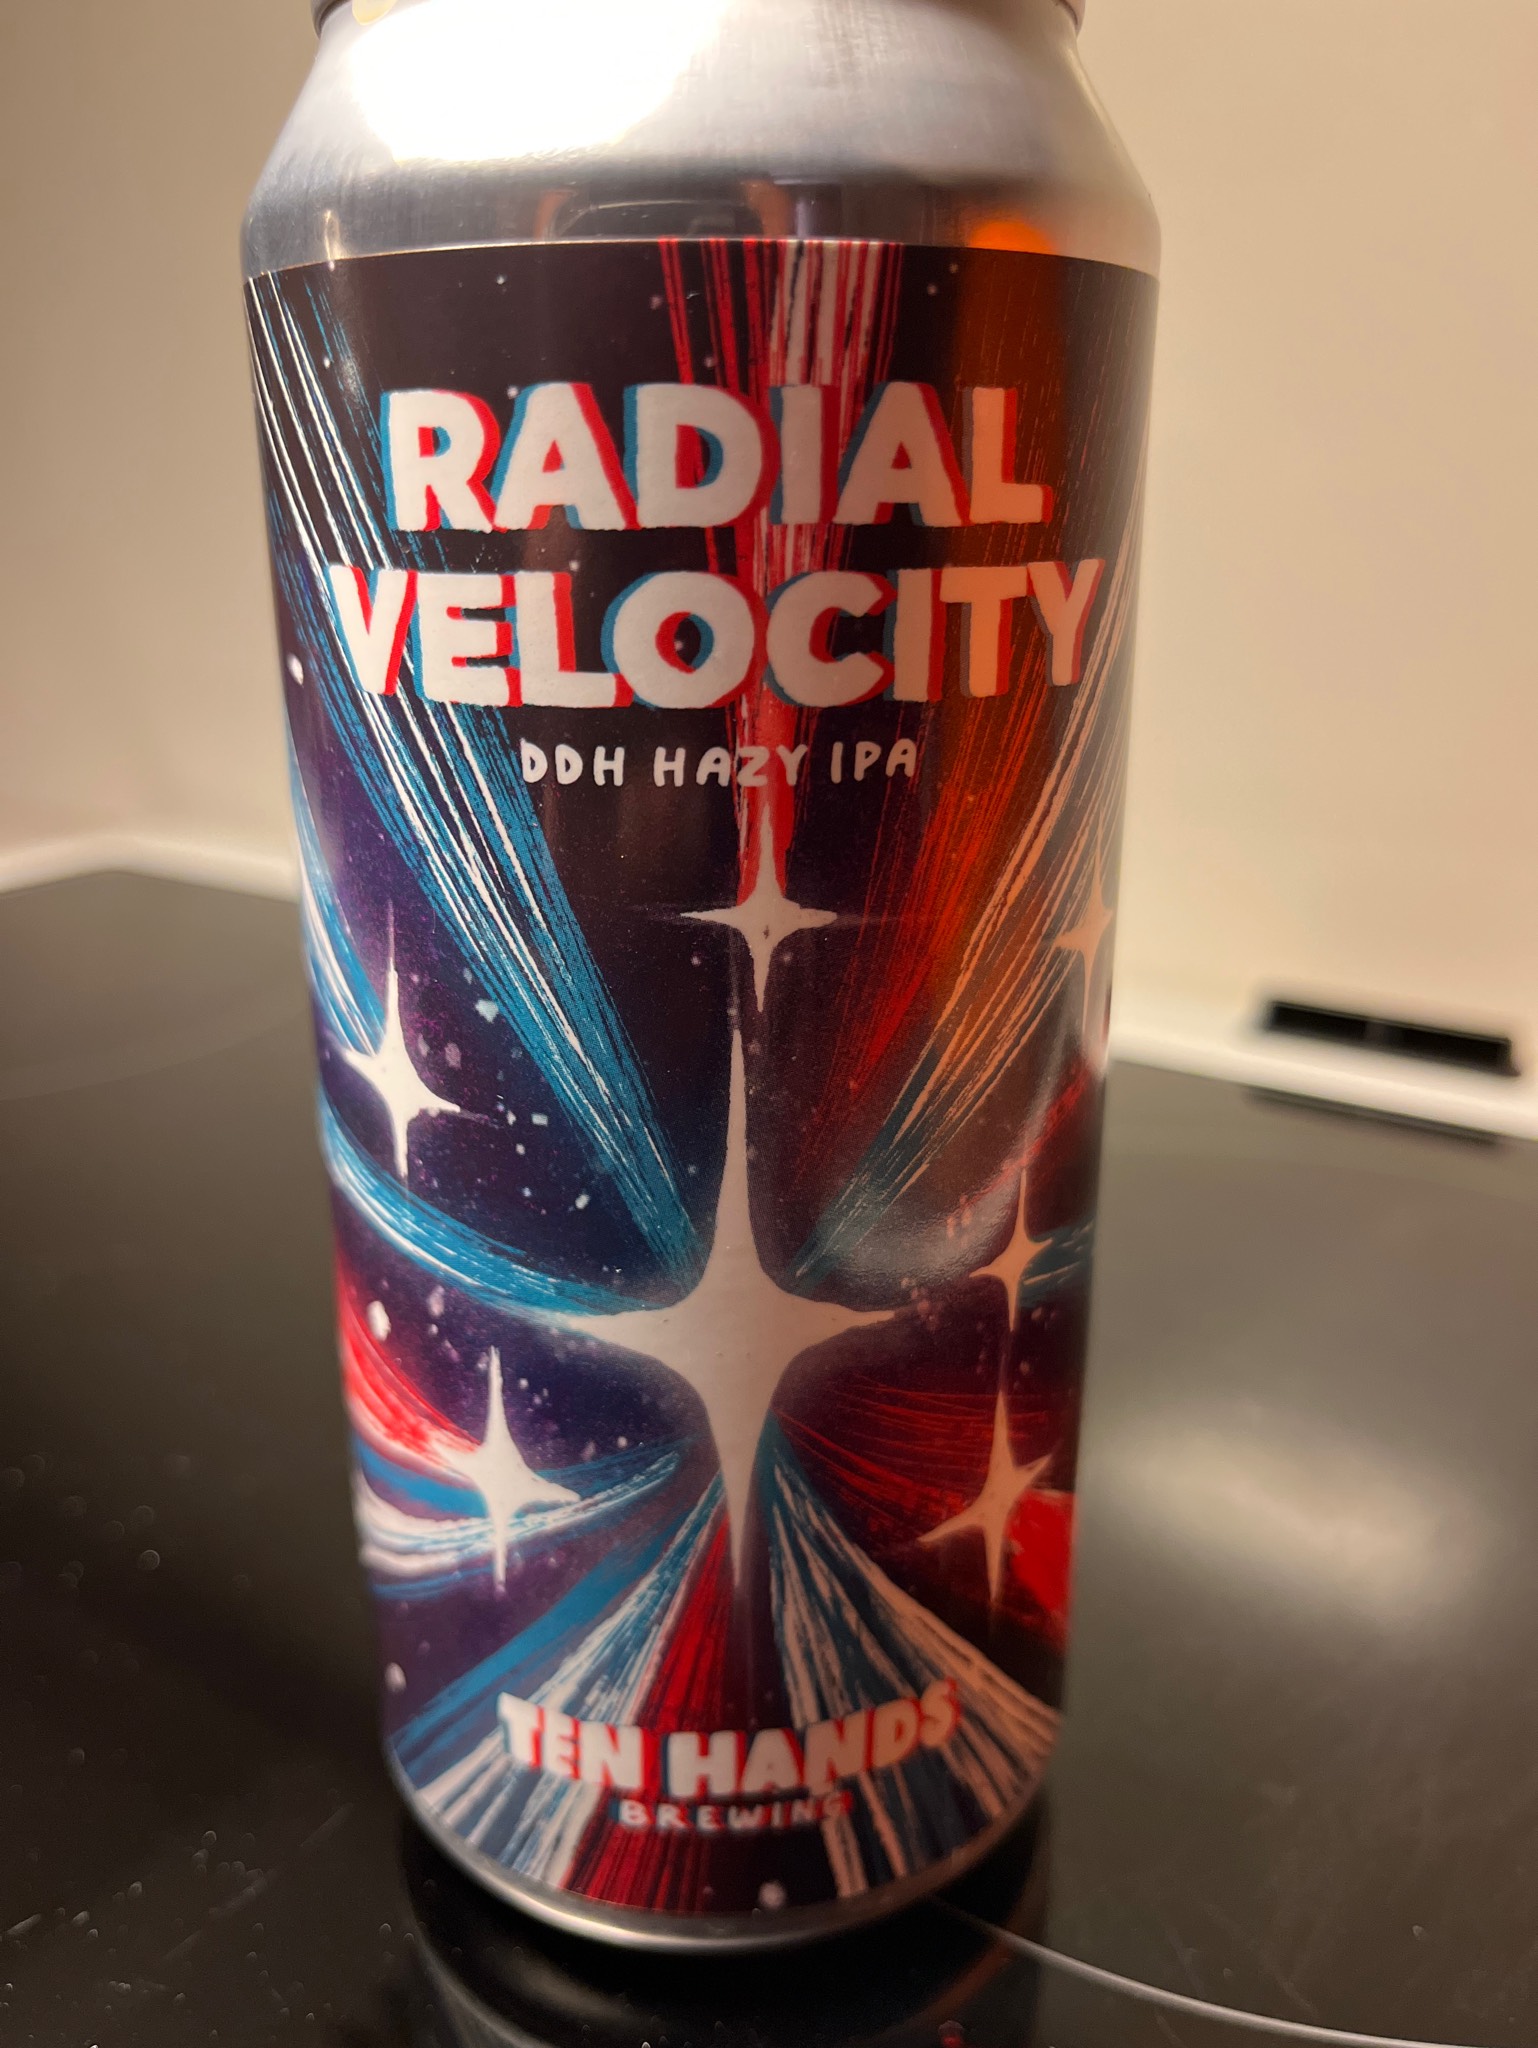 RADIAL
VELOCITY
DDH HAZY IPA
TEN HANDS
BREWING